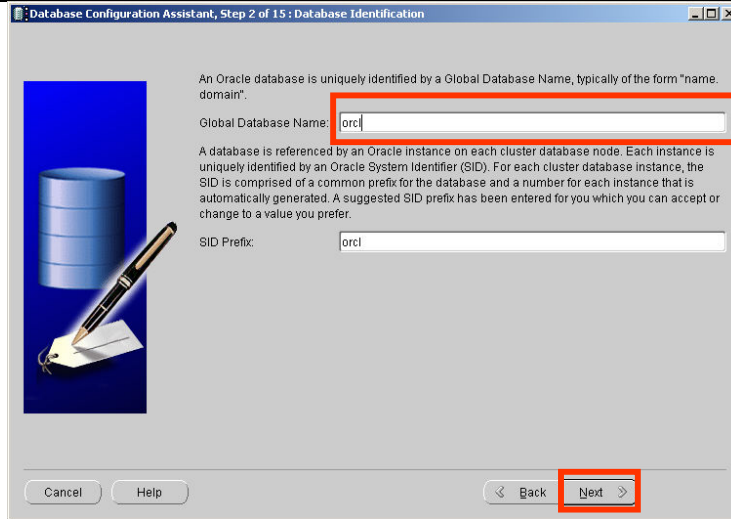 Database Configuration Assistant, Step 2 of 15 : Database Identification
An Oracle database is uniquely identified by a Global Database Name, typically of the form "name.
domain".
Global Database Name: orcl
A database is referenced by an Oracle instance on each cluster database node. Each instance is
uniquely identified by an Oracle System Identifier (SID). For each cluster database instance, the
SID is comprised of a common prefix for the database and a number for each instance that is
automatically generated. A suggested SID prefix has been entered for you which you can accept or
change to a value you prefer.
SID Prefix: orcl
Cancel Help Back Next